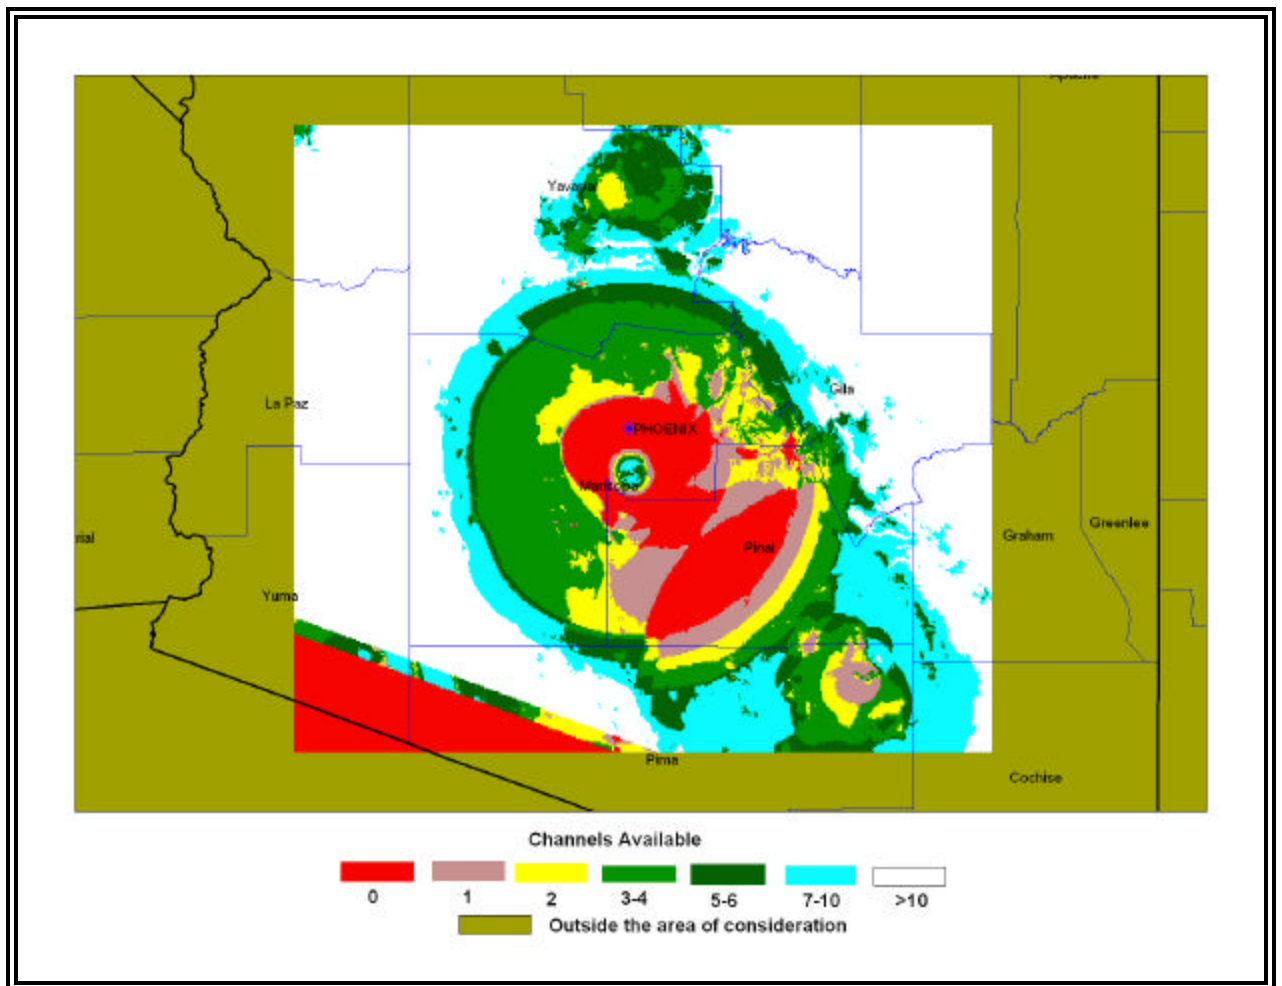 Apache
Yavapai
La Paz
Gila
PHOENIX
Maricopa
rial
Graham
Greenlee
Pinal
Yuma
Pima
Cochise
Channels Available
0 1 2 3-4 5-6 7-10 >10
Outside the area of consideration